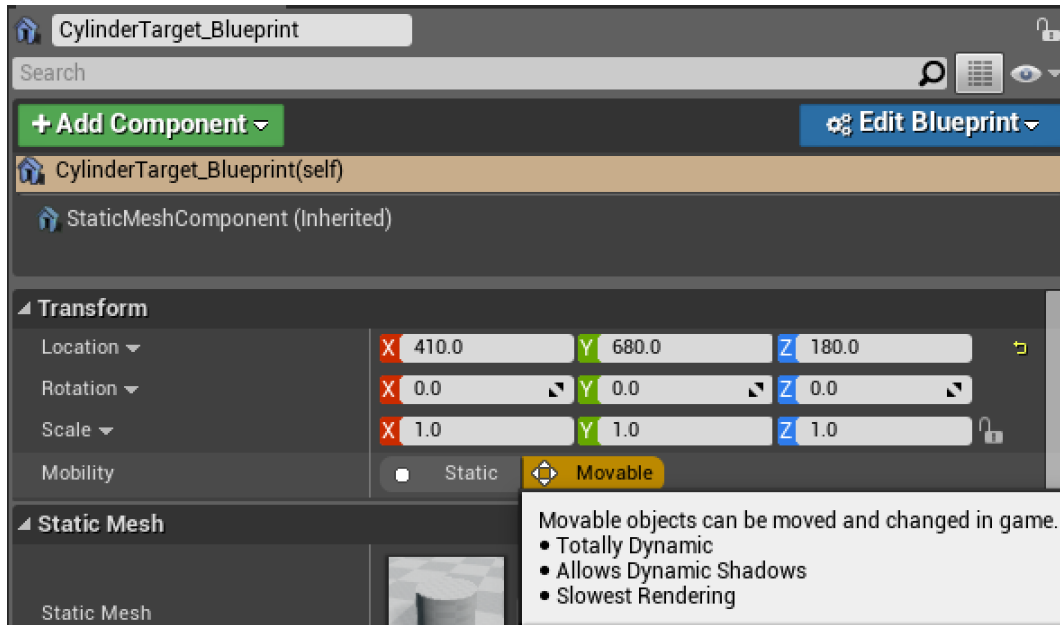 CylinderTarget_Blueprint
Search
+ Add Component
Edit Blueprint
CylinderTarget_Blueprint(self)
StaticMeshComponent (Inherited)
Transform
Location X 410.0 Y 680.0 Z 180.0
Rotation X 0.0 Y 0.0 Z 0.0
Scale X 1.0 Y 1.0 Z 1.0
Mobility Static Movable
Static Mesh
Movable objects can be moved and changed in game.
• Totally Dynamic
• Allows Dynamic Shadows
• Slowest Rendering
Static Mesh